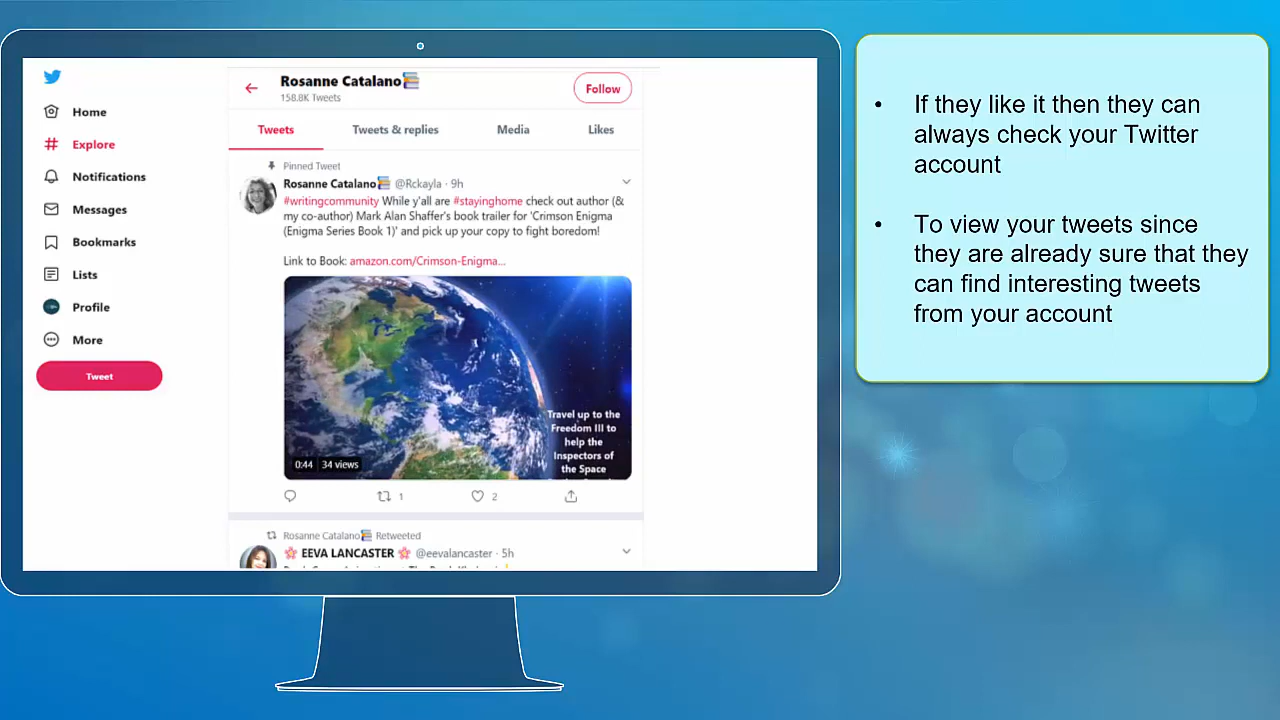 Home
Explore
Notifications
Messages
Bookmarks
Lists
Profile
More
Tweet
Rosanne Catalano
158.8K Tweets
Follow
Tweets Tweets & replies Media Likes
Pinned Tweet
Rosanne Catalano @Rckayla · 9h
#writingcommunity While y'all are #stayinghome check out author (&
my co-author) Mark Alan Shaffer's book trailer for 'Crimson Enigma
(Enigma Series Book 1)' and pick up your copy to fight boredom!
Link to Book: amazon.com/Crimson-Enigma...
Travel up to the
Freedom III to
help the
Inspectors of
the Space
0:44 34 views
1 2
Rosanne Catalano Retweeted
EEVA LANCASTER @eevalancaster · 5h
• If they like it then they can
always check your Twitter
account
• To view your tweets since
they are already sure that they
can find interesting tweets
from your account